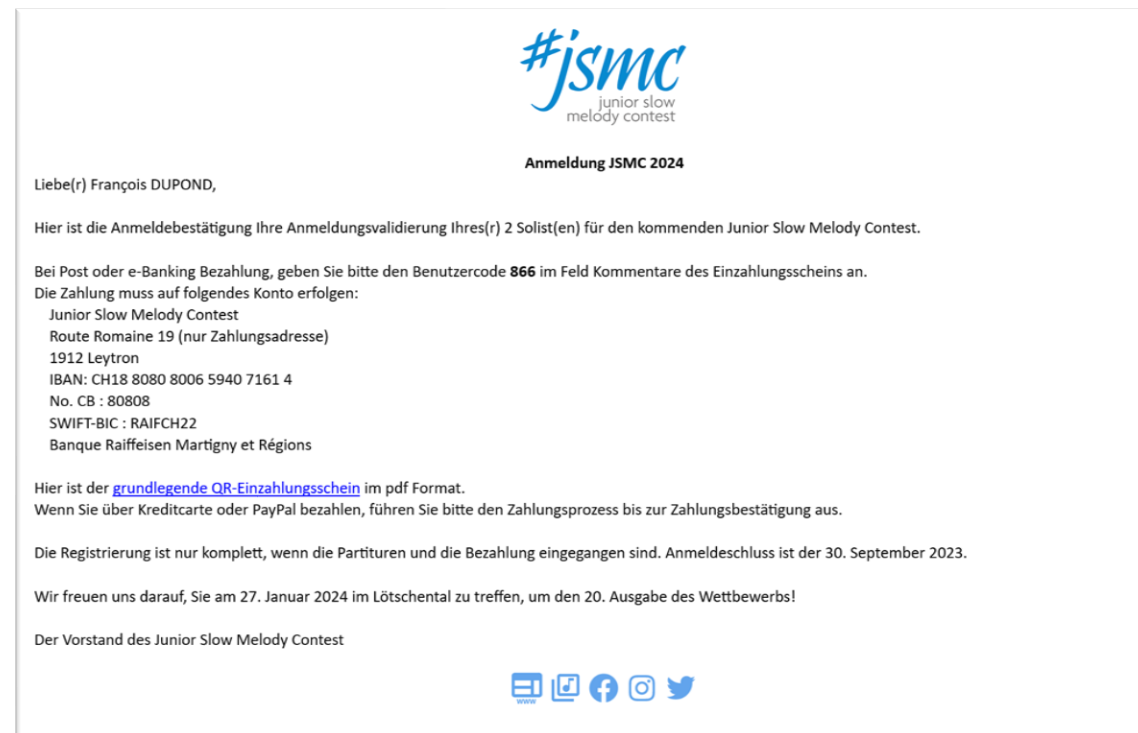 #jsmc
junior slow
melody contest
Anmeldung JSMC 2024
Liebe(r) François DUPOND,
Hier ist die Anmeldebestätigung Ihre Anmeldungsvalidierung Ihres(r) 2 Solist(en) für den kommenden Junior Slow Melody Contest.
Bei Post oder e-Banking Bezahlung, geben Sie bitte den Benutzercode 866 im Feld Kommentare des Einzahlungsscheins an.
Die Zahlung muss auf folgendes Konto erfolgen:
Junior Slow Melody Contest
Route Romaine 19 (nur Zahlungsadresse)
1912 Leytron
IBAN: CH18 8080 8006 5940 7161 4
No. CB : 80808
SWIFT-BIC : RAIFCH22
Banque Raiffeisen Martigny et Régions
Hier ist der grundlegende QR-Einzahlungsschein im pdf Format.
Wenn Sie über Kreditcarte oder PayPal bezahlen, führen Sie bitte den Zahlungsprozess bis zur Zahlungsbestätigung aus.
Die Registrierung ist nur komplett, wenn die Partituren und die Bezahlung eingegangen sind. Anmeldeschluss ist der 30. September 2023.
Wir freuen uns darauf, Sie am 27. Januar 2024 im Lötschental zu treffen, um den 20. Ausgabe des Wettbewerbs!
Der Vorstand des Junior Slow Melody Contest
www